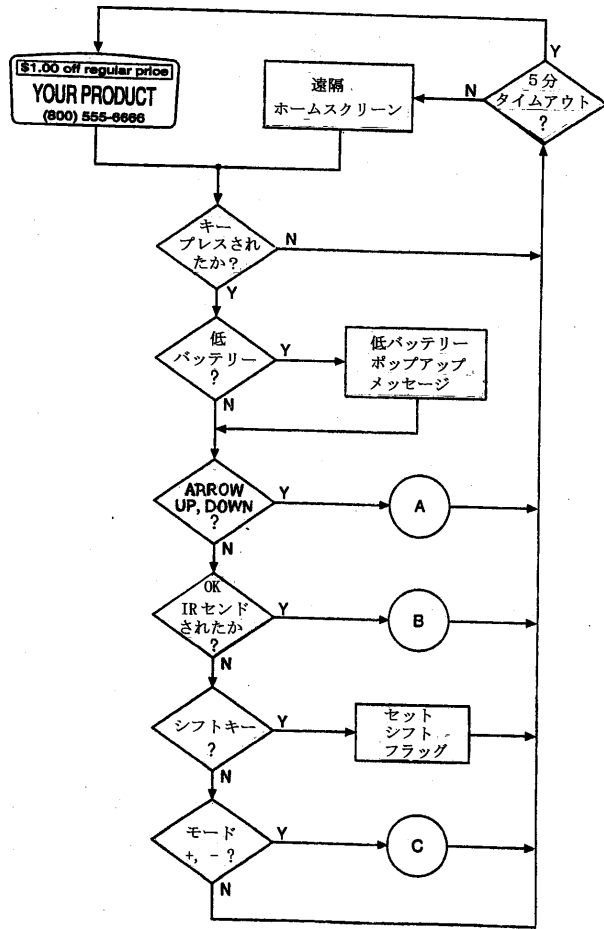 Y
$1.00 off regular price
YOUR PRODUCT
(800) 555-6666
遠隔
ホームスクリーン
N
5分
タイムアウト
?
キー
プレスされ
たか?
N
Y
低
バッテリー
?
Y
N
低バッテリー
ポップアップ
メッセージ
ARROW
UP, DOWN
?
Y
N
A
OK
IRセンド
されたか
?
Y
N
B
シフトキー
?
Y
N
セット
シフト
フラッグ
モード
+, - ?
Y
N
C